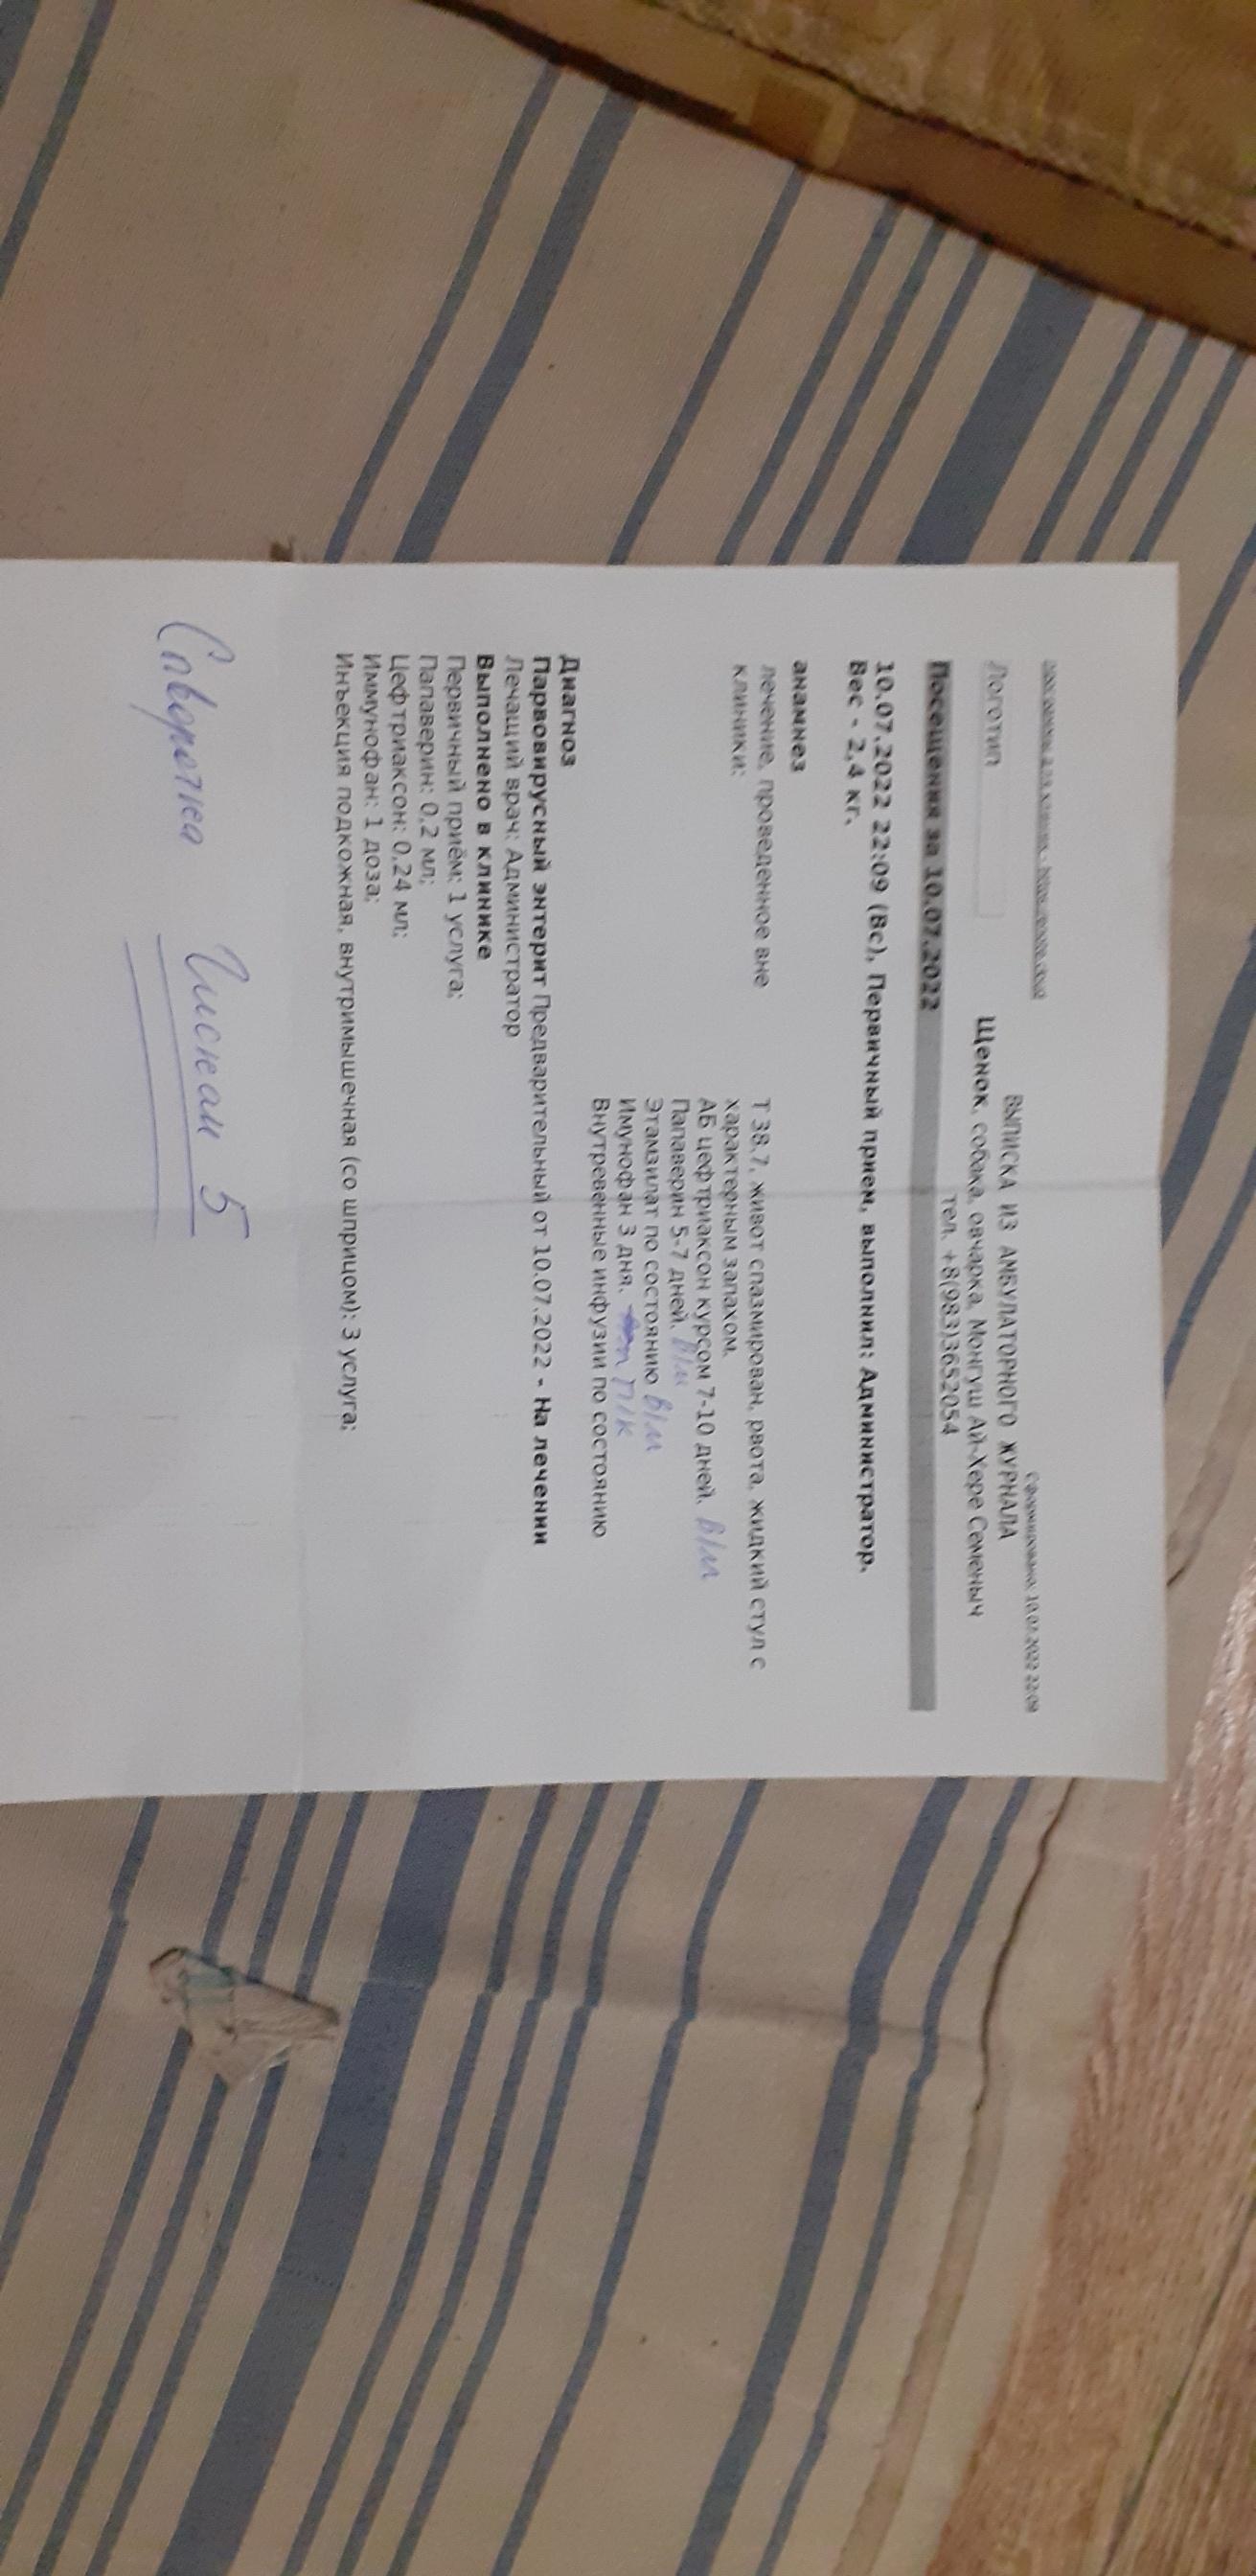 Сформировано: 10.07.2022 22:09
Логотип
ВЫПИСКА ИЗ АМБУЛАТОРНОГО ЖУРНАЛА
Щенок, собака, овчарка, Монгуш Ай-Хере Семеныч
тел. +8(983)3652054
Посещения за 10.07.2022
10.07.2022 22:09 (Вс), Первичный прием, выполнил: Администратор.
Вес - 2,4 кг.
анамнез
лечение, проведенное вне
клиники:
Т 38.7, живот спазмирован, рвота, жидкий стул с
характерным запахом.
АБ цефтриаксон курсом 7-10 дней. в/м
Папаверин 5-7 дней. в/м
Этамзилат по состоянию в/м
Имунофан 3 дня. п/к
Внутревенные инфузии по состоянию
Диагноз
Парвовирусный энтерит Предварительный от 10.07.2022 - На лечении
Лечащий врач: Администратор
Выполнено в клинике
Первичный приём: 1 услуга;
Папаверин: 0,2 мл;
Цефтриаксон: 0,24 мл;
Иммунофан: 1 доза;
Инъекция подкожная, внутримышечная (со шприцом): 3 услуга;
Сыворотка Гискан 5